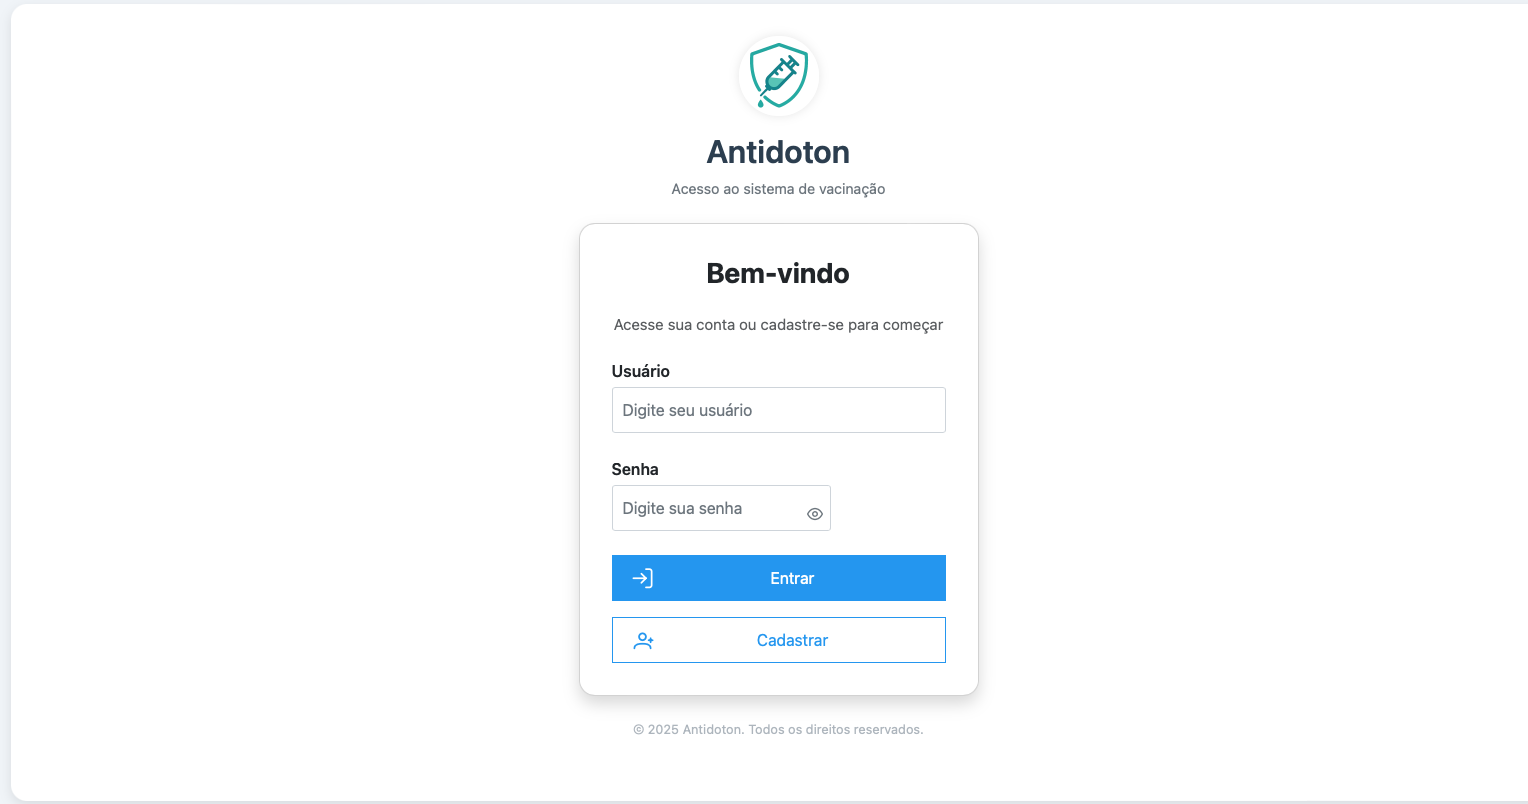 Antidoton
Acesso ao sistema de vacinação
Bem-vindo
Acesse sua conta ou cadastre-se para começar
Usuário
Digite seu usuário
Senha
Digite sua senha
Entrar
Cadastrar
© 2025 Antidoton. Todos os direitos reservados.